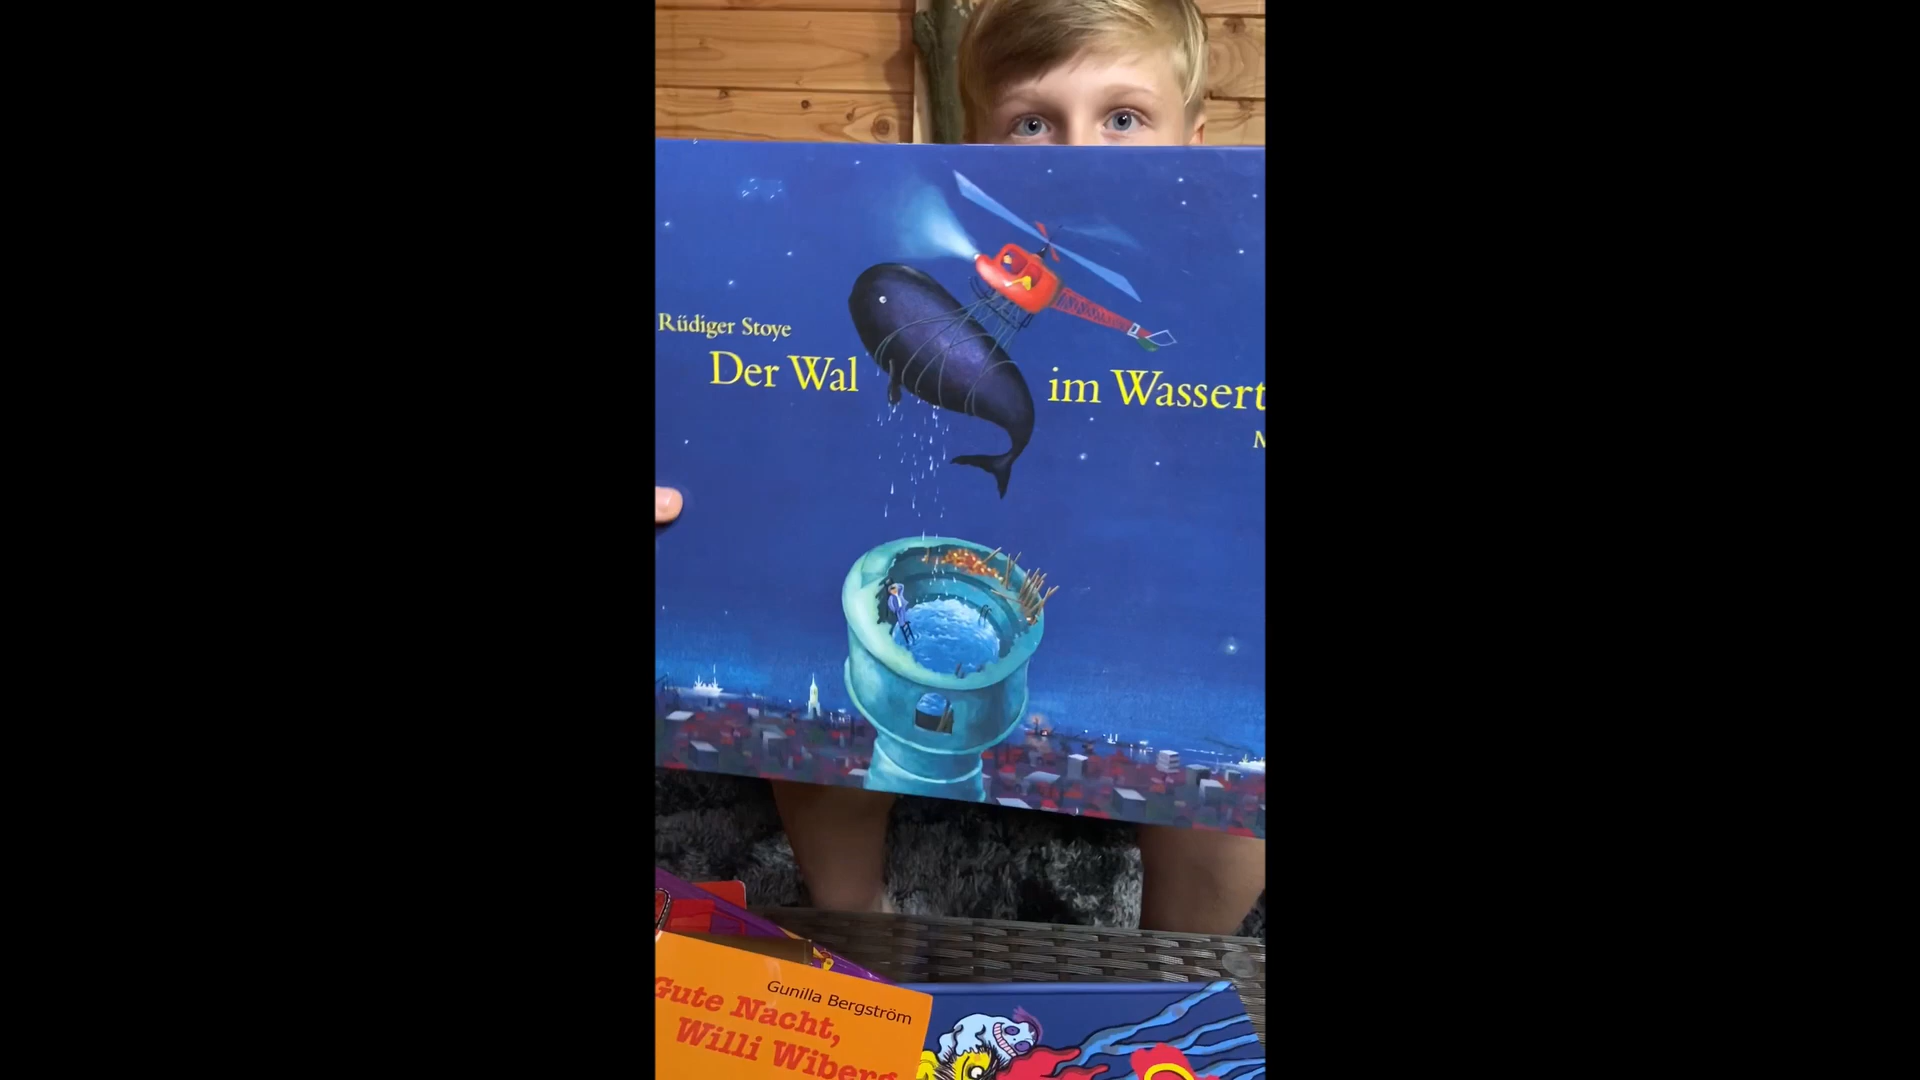 Rüdiger Stoye
Der Wal im Wassert
M
Gunilla Bergström
Gute Nacht,
Willi Wiberg